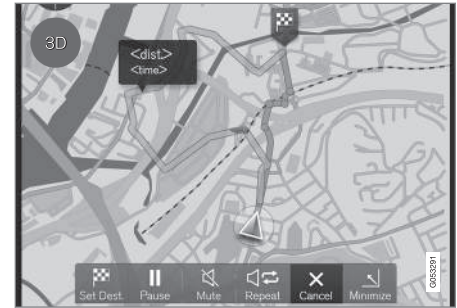 3D
<dist.>
<time>
Set Dest.
Pause
Mute
Repeat
Cancel
Minimize
G053291